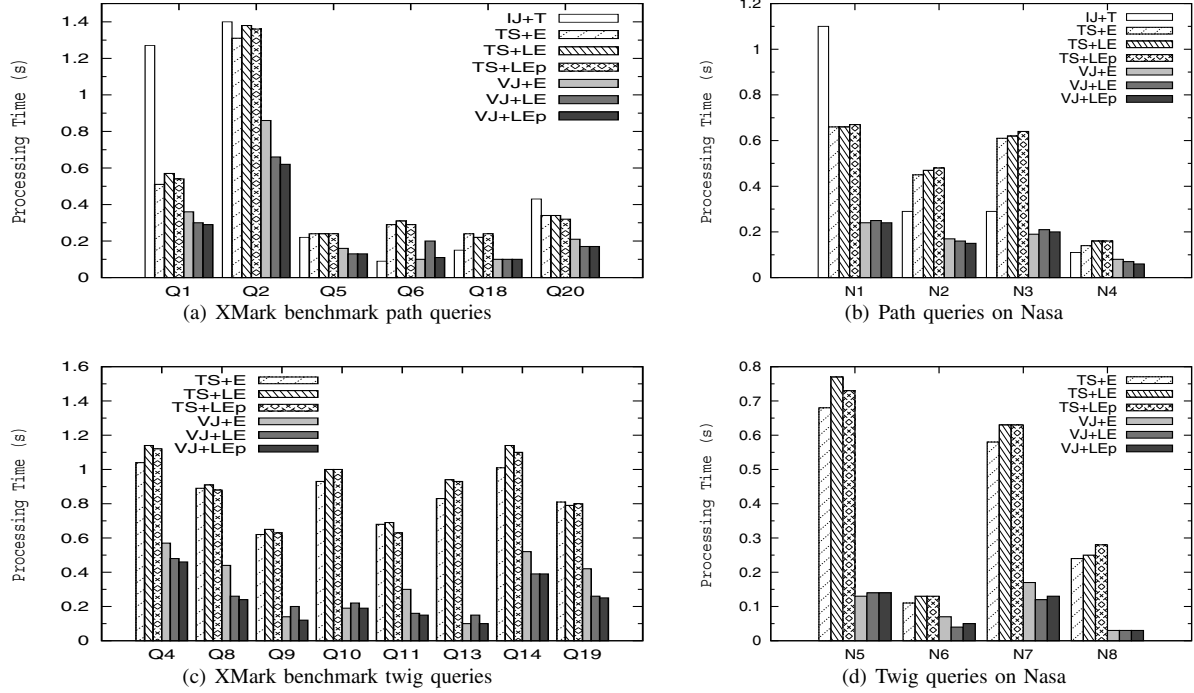 1.4
1.2
1
0.8
0.6
0.4
0.2
0
Processing Time (s)
IJ+T
TS+E
TS+LE
TS+LEp
VJ+E
VJ+LE
VJ+LEp
Q1 Q2 Q5 Q6 Q18 Q20
(a) XMark benchmark path queries
1.2
1
0.8
0.6
0.4
0.2
0
Processing Time (s)
IJ+T
TS+E
TS+LE
TS+LEp
VJ+E
VJ+LE
VJ+LEp
N1 N2 N3 N4
(b) Path queries on Nasa
1.6
1.4
1.2
1
0.8
0.6
0.4
0.2
0
Processing Time (s)
TS+E
TS+LE
TS+LEp
VJ+E
VJ+LE
VJ+LEp
Q4 Q8 Q9 Q10 Q11 Q13 Q14 Q19
(c) XMark benchmark twig queries
0.8
0.7
0.6
0.5
0.4
0.3
0.2
0.1
0
Processing Time (s)
TS+E
TS+LE
TS+LEp
VJ+E
VJ+LE
VJ+LEp
N5 N6 N7 N8
(d) Twig queries on Nasa